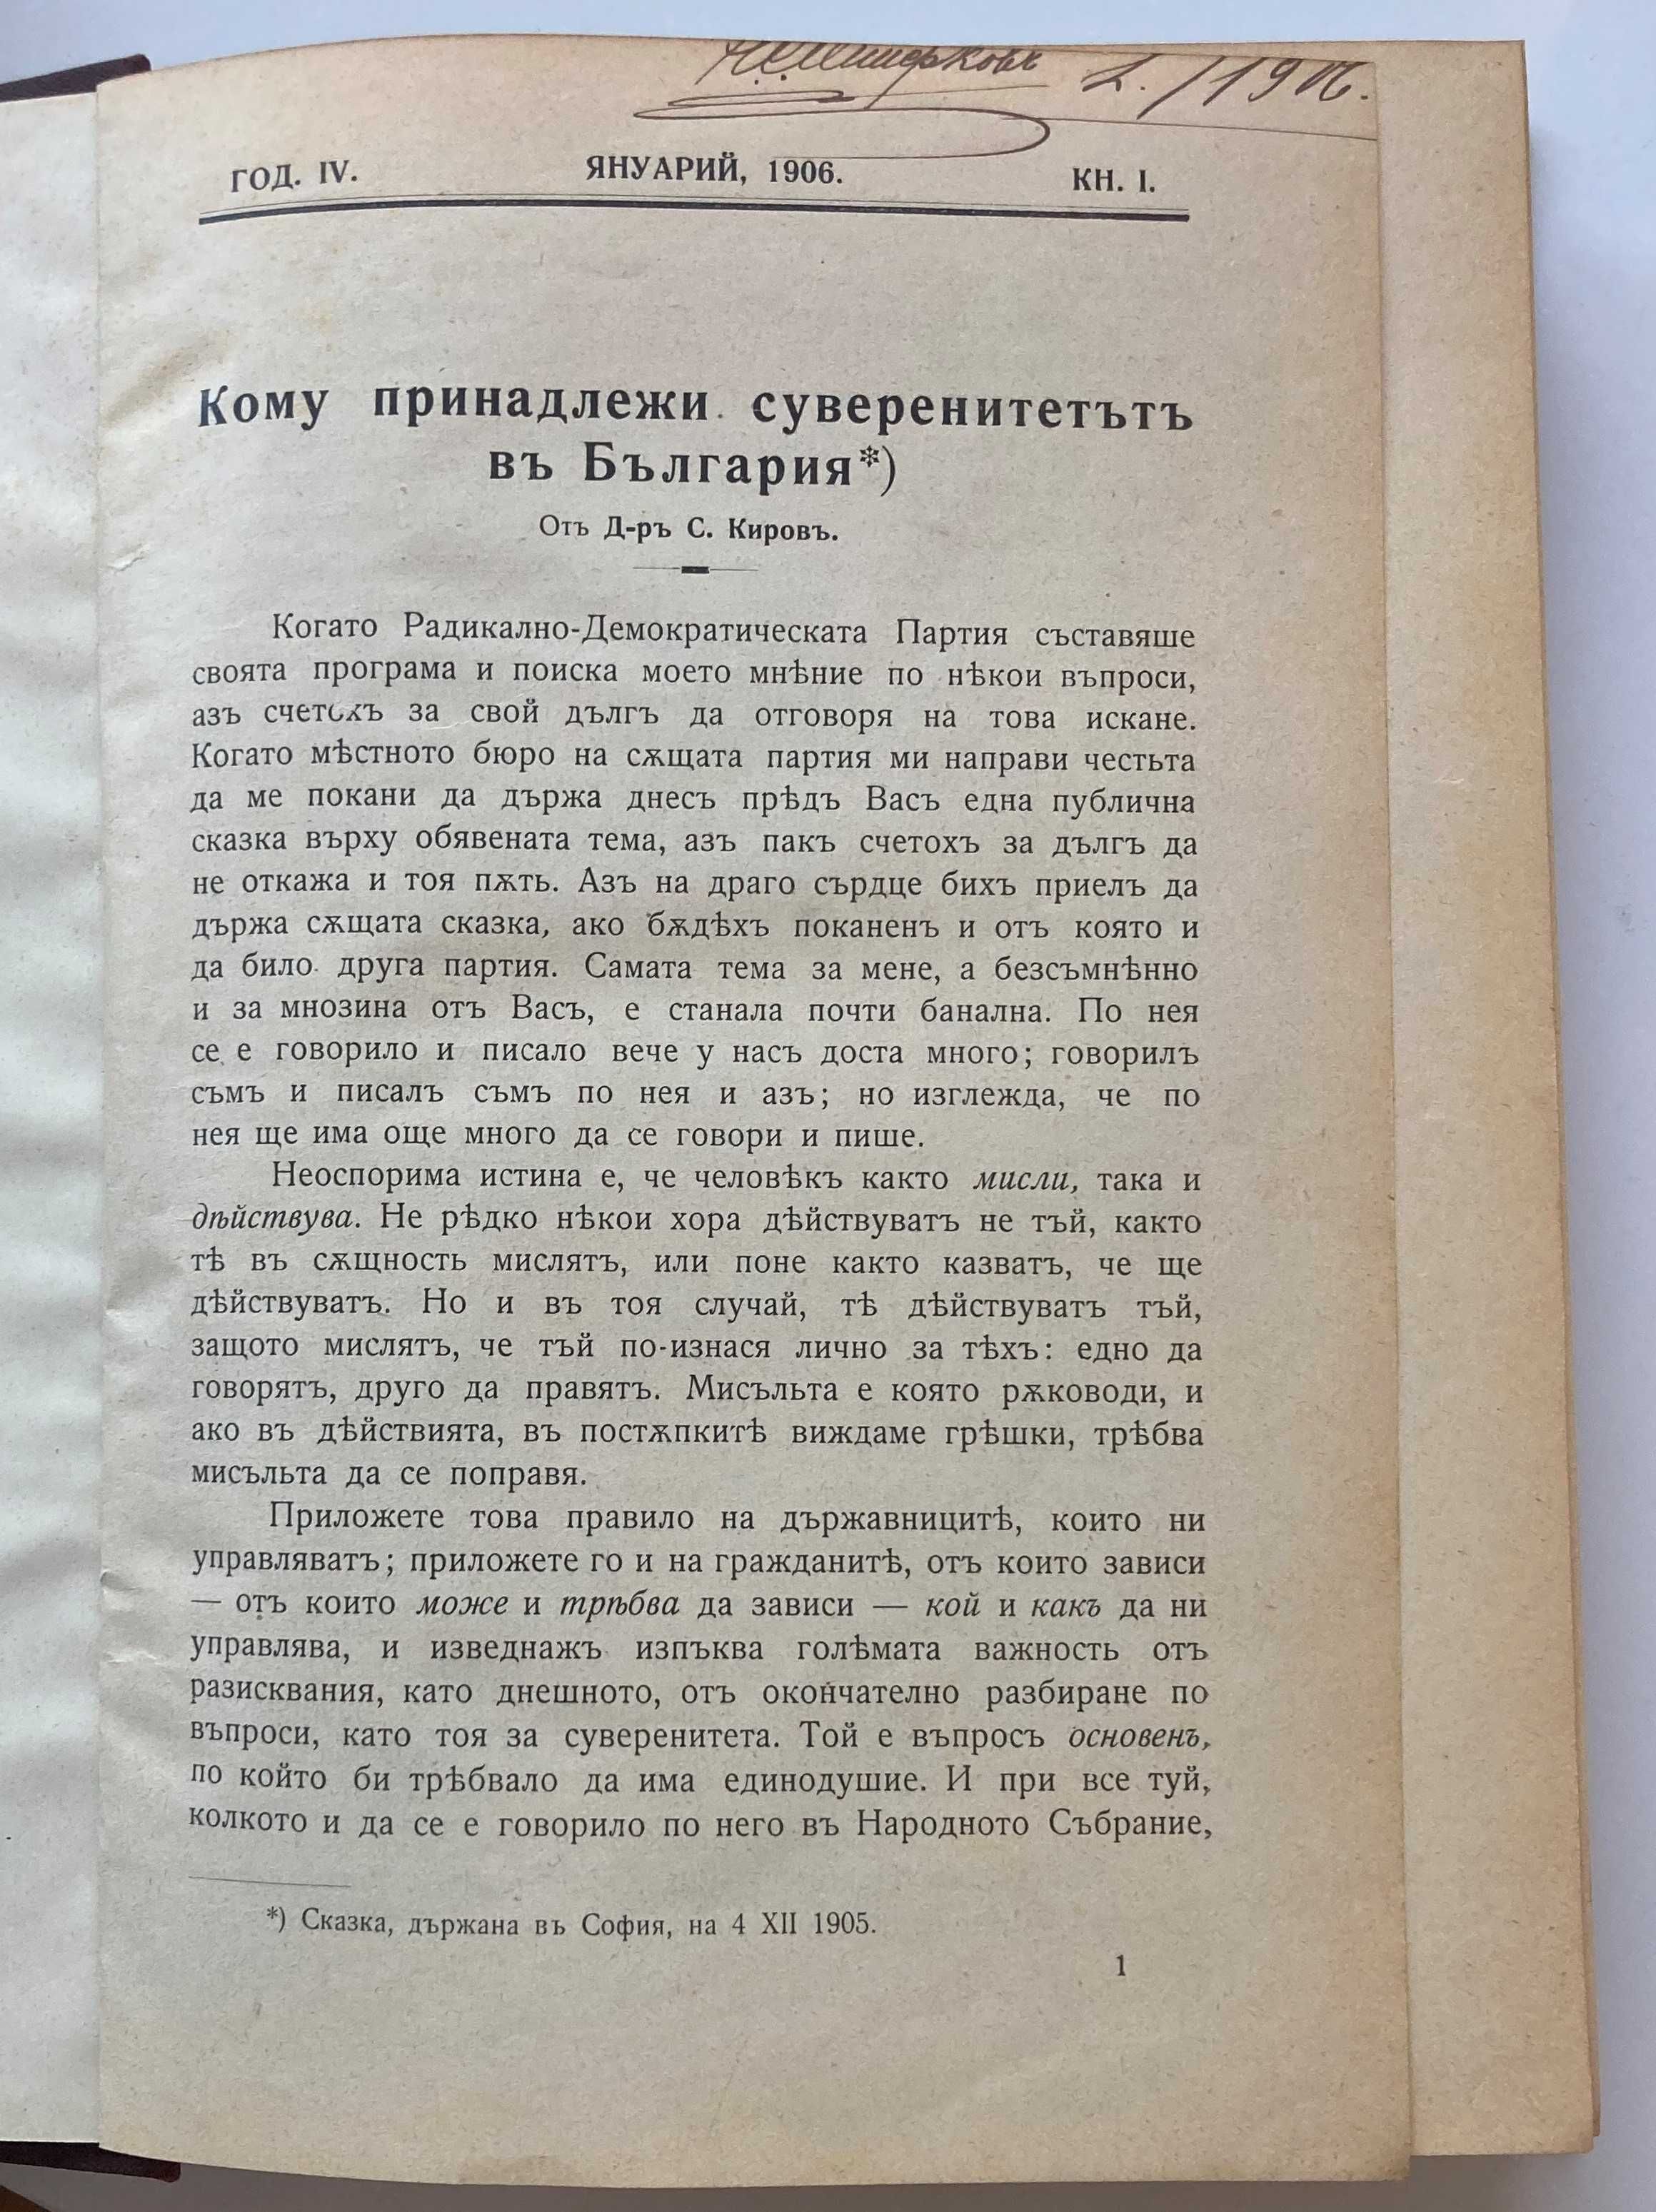 1906.
ГОД. IV.
ЯНУАРИЙ, 1906.
КН. I.
Кому принадлежи суверенитетътъ
въ България*)
Отъ Д-ръ С. Кировъ.
Когато Радикално-Демократическата Партия съставяше
своята програма и поиска моето мнѣние по нѣкои въпроси,
азъ счетохъ за свой дългъ да отговоря на това искане.
Когато мѣстното бюро на сѫщата партия ми направи честьта
да ме покани да държа днесъ прѣдъ Васъ една публична
сказка върху обявената тема, азъ пакъ счетохъ за дългъ да
не откажа и тоя пѫть. Азъ на драго сърдце бихъ приелъ да
държа сѫщата сказка, ако бѫдѣхъ поканенъ и отъ която и
да било друга партия. Самата тема за мене, а безсъмнѣнно
и за мнозина отъ Васъ, е станала почти банална. По нея
се е говорило и писало вече у насъ доста много; говорилъ
съмъ и писалъ съмъ по нея и азъ; но изглежда, че по
нея ще има още много да се говори и пише.
Неоспорима истина е, че человѣкъ както мисли, така и
дѣйствува. Не рѣдко нѣкои хора дѣйствуватъ не тъй, както
тѣ въ сѫщность мислятъ, или поне както казватъ, че ще
дѣйствуватъ. Но и въ тоя случай, тѣ дѣйствуватъ тъй,
защото мислятъ, че тъй по-изнася лично за тѣхъ: едно да
говорятъ, друго да правятъ. Мисъльта е която рѫководи, и
ако въ дѣйствията, въ постѫпкитѣ виждаме грѣшки, трѣбва
мисъльта да се поправя.
Приложете това правило на държавницитѣ, които ни
управляватъ; приложете го и на гражданитѣ, отъ които зависи
— отъ които може и трѣбва да зависи — кой и какъ да ни
управлява, и изведнажъ изпъква голѣмата важность отъ
разисквания, като днешното, отъ окончателно разбиране по
въпроси, като тоя за суверенитета. Той е въпросъ основенъ,
по който би трѣбвало да има единодушие. И при все туй,
колкото и да се е говорило по него въ Народното Събрание,
*) Сказка, държана въ София, на 4 XII 1905.
1